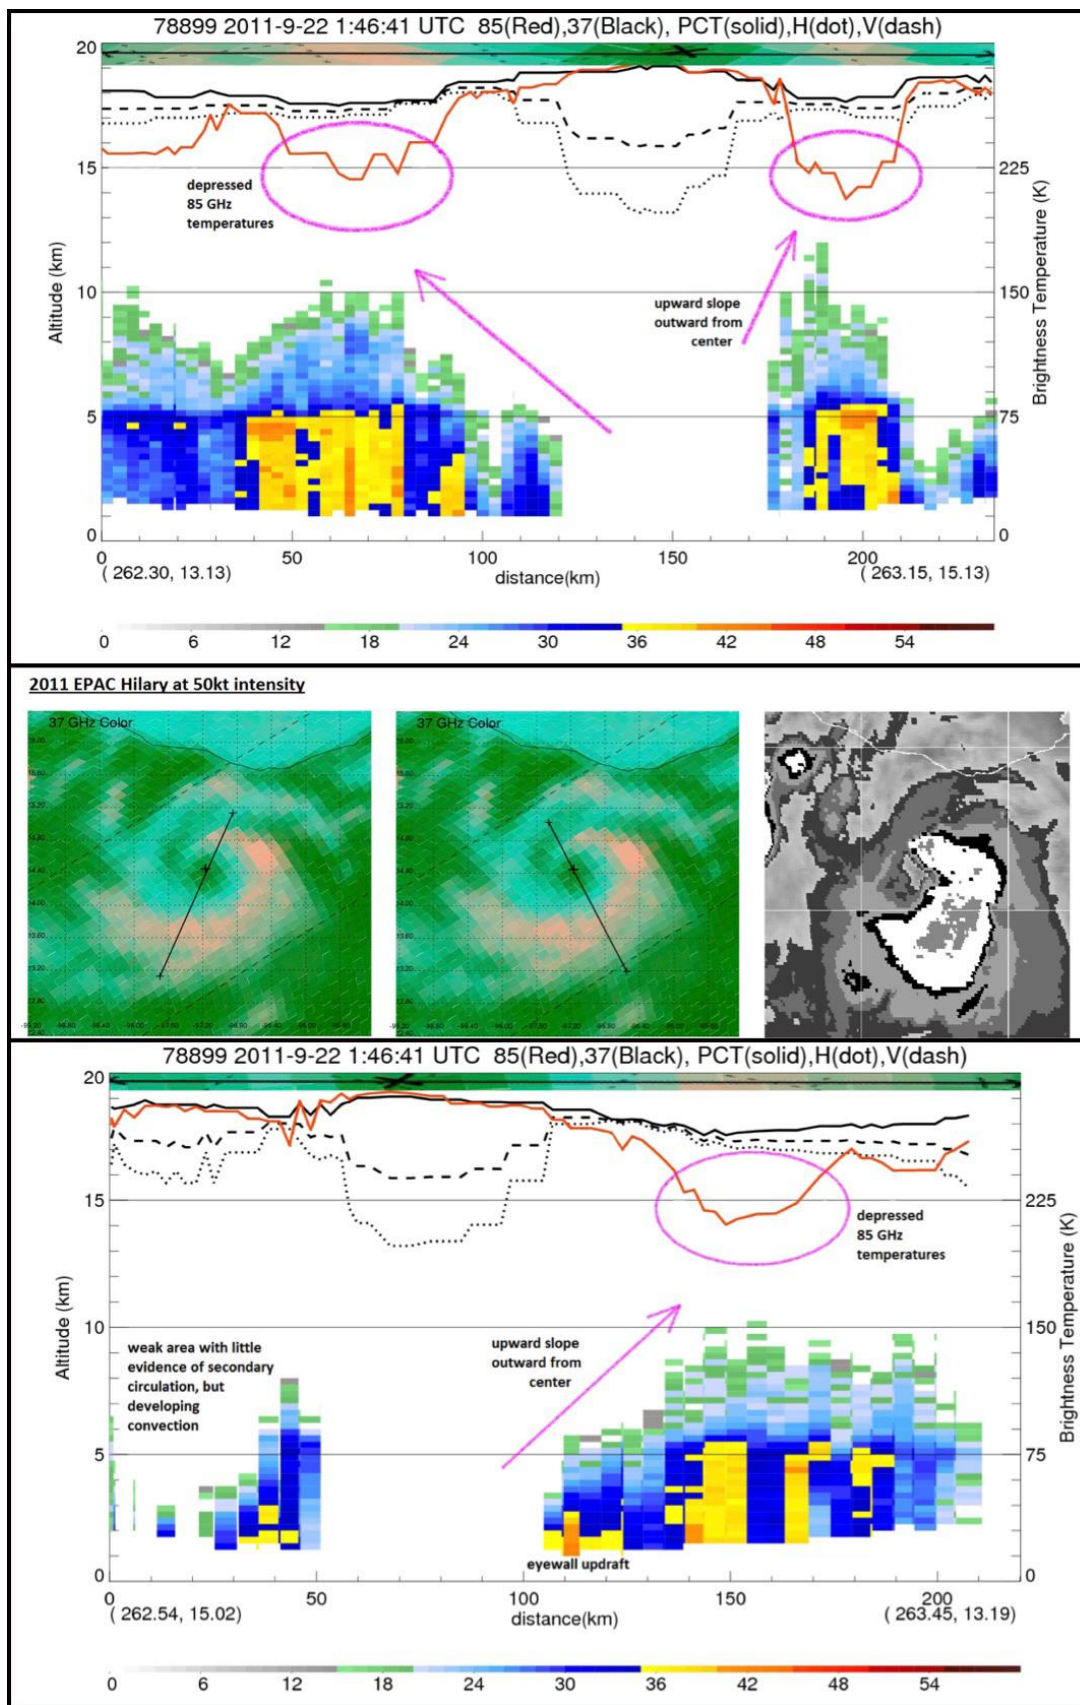 78899 2011-9-22 1:46:41 UTC 85(Red),37(Black), PCT(solid),H(dot),V(dash)
20
15
10
5
0
Altitude (km)
225
150
75
0
Brightness Temperature (K)
depressed
85 GHz
temperatures
upward slope
outward from
center
0
50
100
150
200
( 262.30, 13.13)
distance(km)
( 263.15, 15.13)
0 6 12 18 24 30 36 42 48 54
2011 EPAC Hilary at 50kt intensity
37 GHz Color
37 GHz Color
78899 2011-9-22 1:46:41 UTC 85(Red),37(Black), PCT(solid),H(dot),V(dash)
20
15
10
5
0
Altitude (km)
225
150
75
0
Brightness Temperature (K)
depressed
85 GHz
temperatures
weak area with little
evidence of secondary
circulation, but
developing
convection
upward slope
outward from
center
eyewall updraft
0
50
100
150
200
( 262.54, 15.02)
distance(km)
( 263.45, 13.19)
0 6 12 18 24 30 36 42 48 54